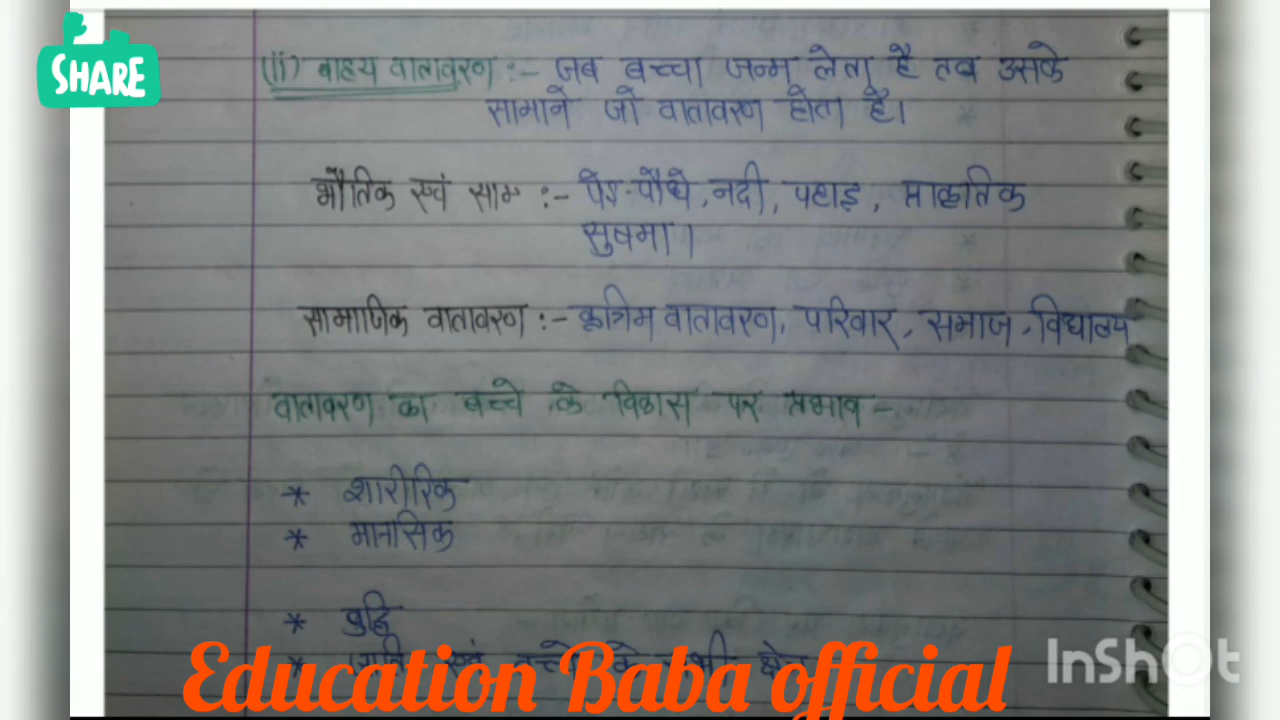 SHARE
(ii) बाह्य वातावरण :- जब बच्चा जन्म लेता है तब उसके
सामाने जो वातावरण होता है।
भौतिक एवं साम :- पेड़-पौधे, नदी, पहाड़, प्राकृतिक
सुषमा।
सामाजिक वातावरण :- कृत्रिम वातावरण, परिवार, समाज, विद्यालय
वातावरण का बच्चे के विकास पर प्रभाव -
* शारीरिक
* मानसिक
* बुद्धि
Education Baba official
InShOt